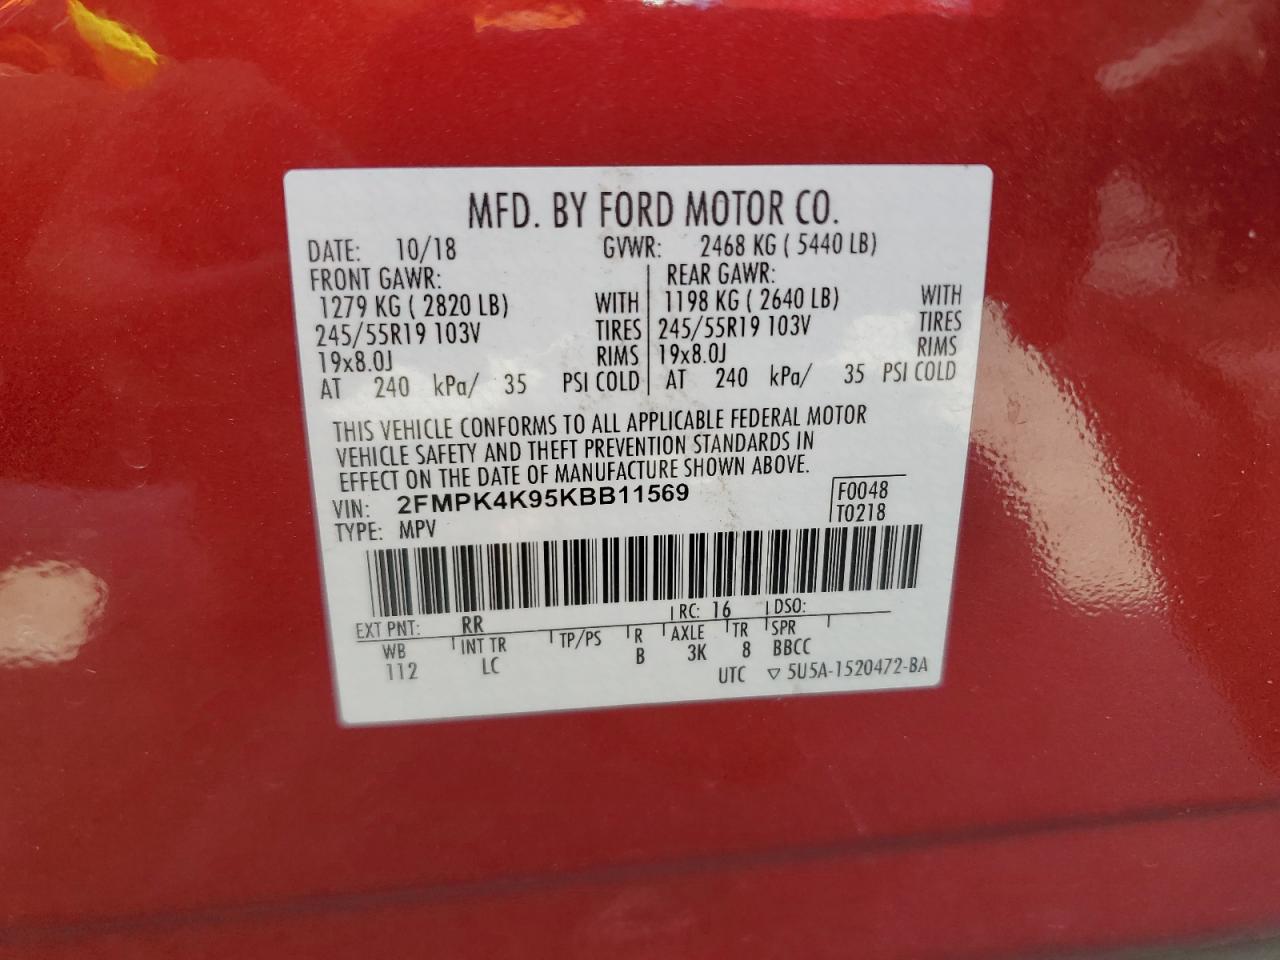 MFD. BY FORD MOTOR CO.
DATE: 10/18 GVWR: 2468 KG ( 5440 LB)
FRONT GAWR: REAR GAWR:
1279 KG ( 2820 LB) WITH 1198 KG ( 2640 LB) WITH
245/55R19 103V TIRES 245/55R19 103V TIRES
19x8.0J RIMS 19x8.0J RIMS
AT 240 kPa/ 35 PSI COLD AT 240 kPa/ 35 PSI COLD
THIS VEHICLE CONFORMS TO ALL APPLICABLE FEDERAL MOTOR
VEHICLE SAFETY AND THEFT PREVENTION STANDARDS IN
EFFECT ON THE DATE OF MANUFACTURE SHOWN ABOVE.
VIN: 2FMPK4K95KBB11569 F0048
TYPE: MPV T0218
EXT PNT: RR RC: 16 DSO:
WB INT TR TP/PS R AXLE TR SPR
112 LC B 3K 8 BBCC
UTC ▽ 5U5A-1520472-BA